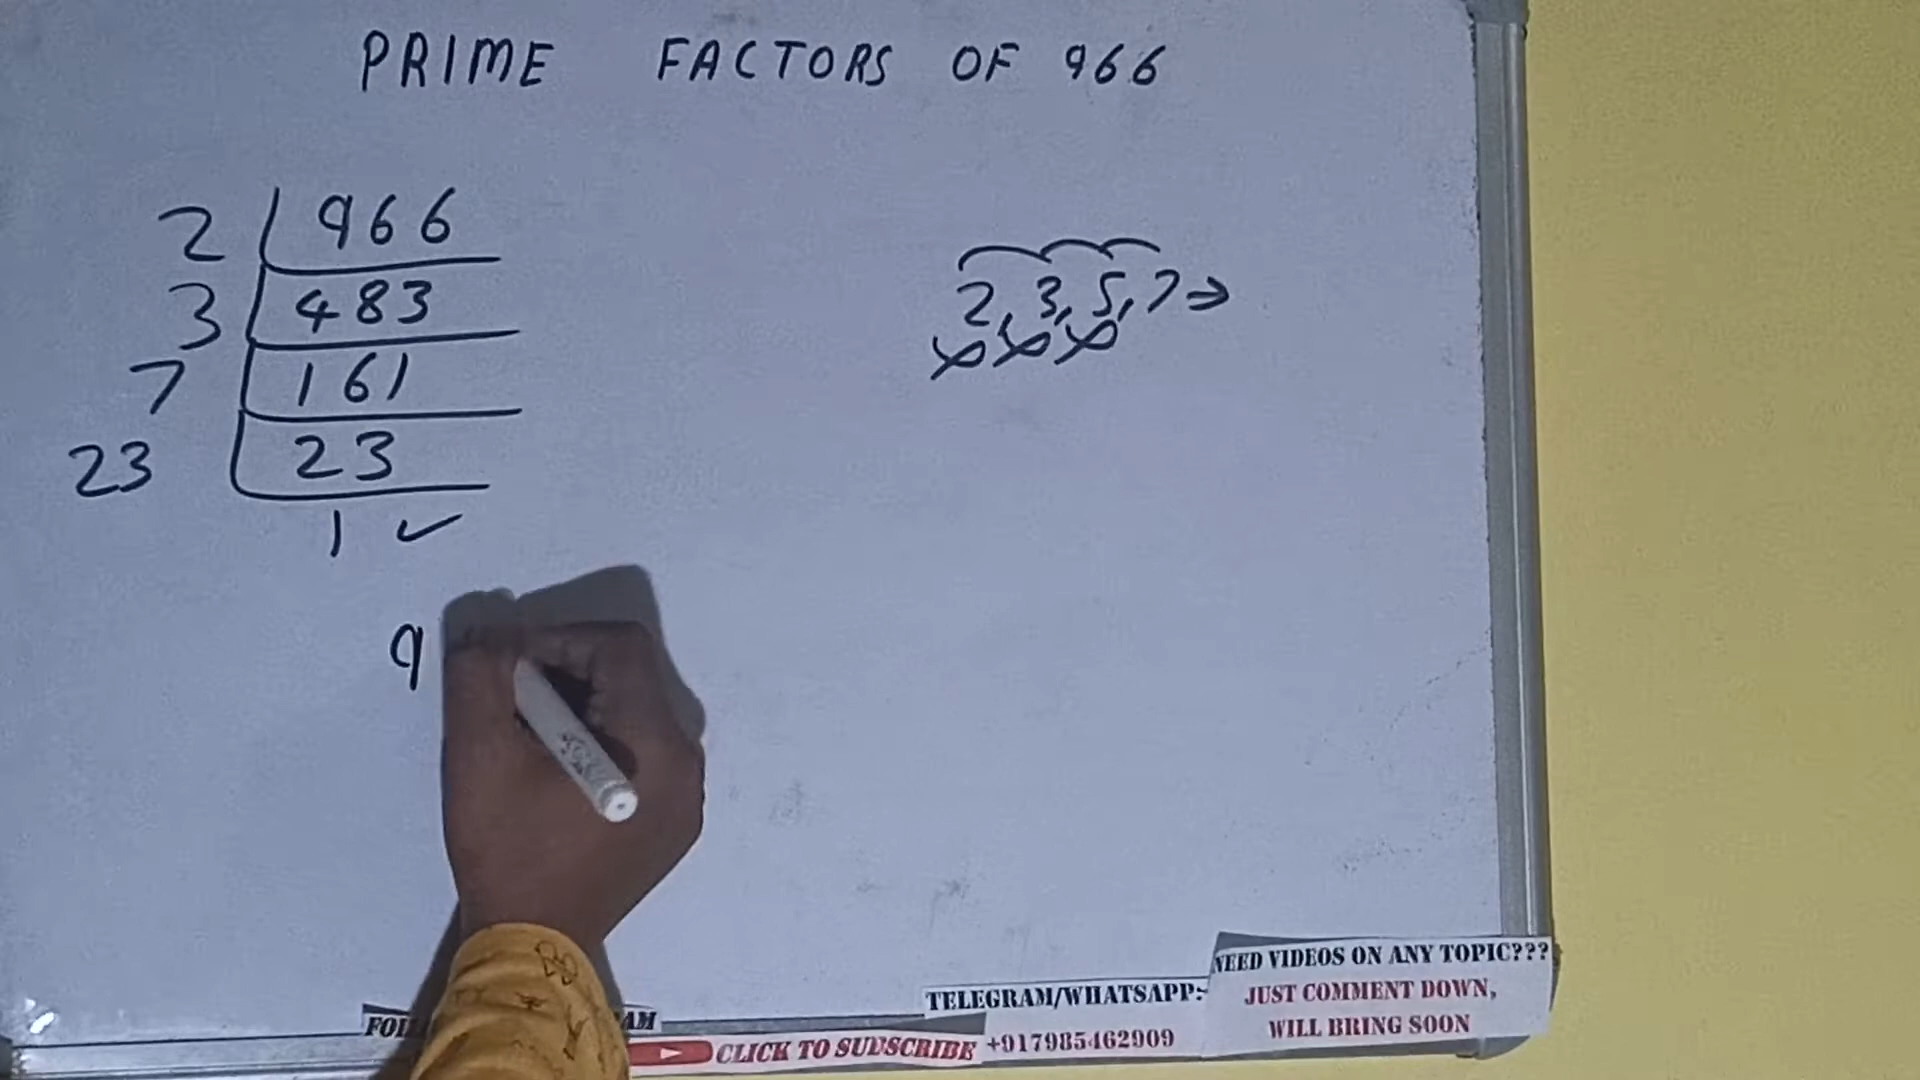 PRIME FACTORS OF 966
2 966
3 483
7 161
23 23
1 ✓
2, 3, 5, 7 ⇒
9
NEED VIDEOS ON ANY TOPIC???
JUST COMMENT DOWN,
WILL BRING SOON
TELEGRAM/WHATSAPP:-
+917985462909
CLICK TO SUBSCRIBE